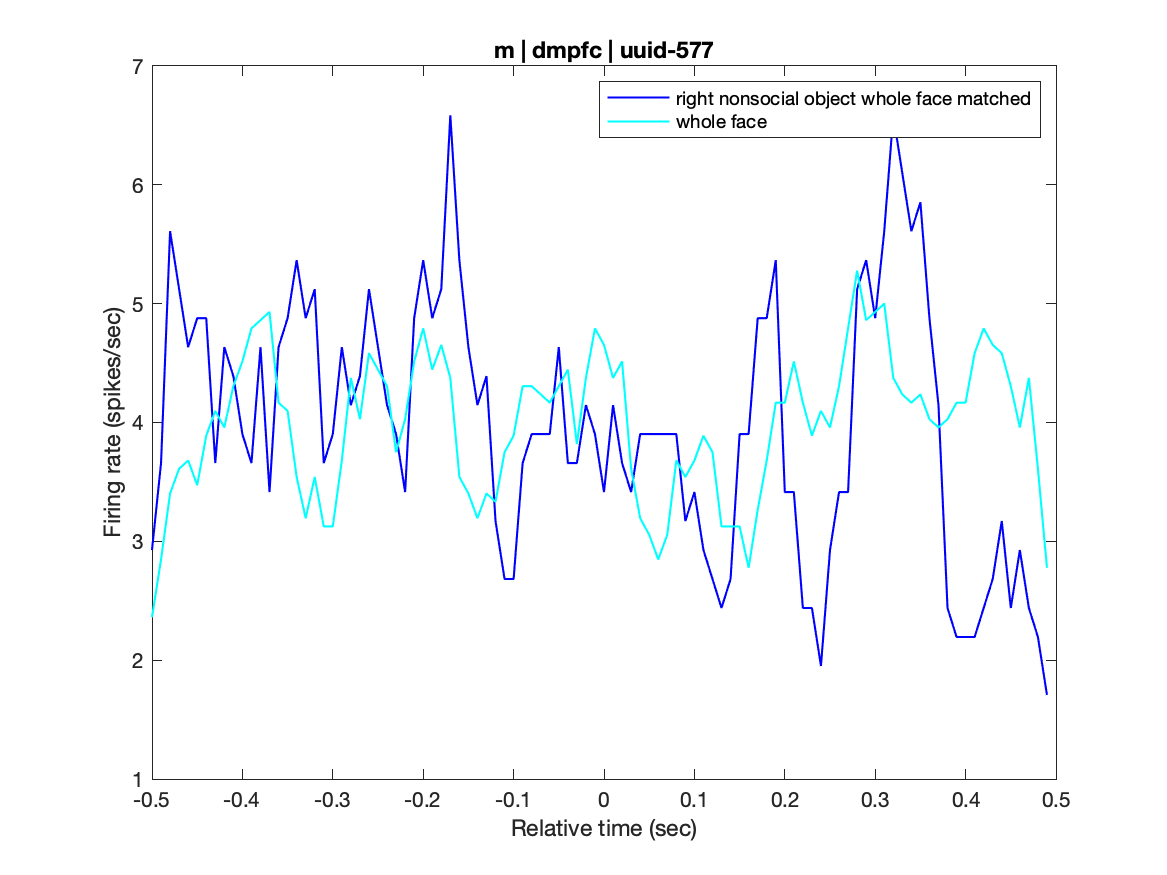 m | dmpfc | uuid-577
right nonsocial object whole face matched
whole face
Firing rate (spikes/sec)
7
6
5
4
3
2
1
-0.5 -0.4 -0.3 -0.2 -0.1 0 0.1 0.2 0.3 0.4 0.5
Relative time (sec)